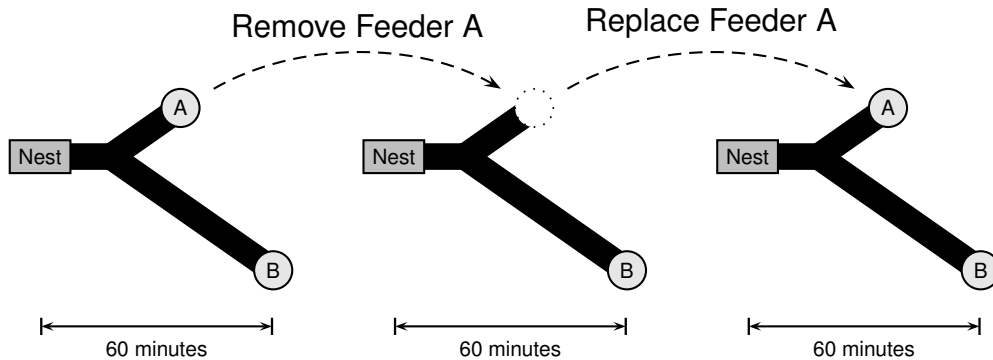 Remove Feeder A
Replace Feeder A
A
A
Nest
Nest
Nest
B
B
B
60 minutes
60 minutes
60 minutes